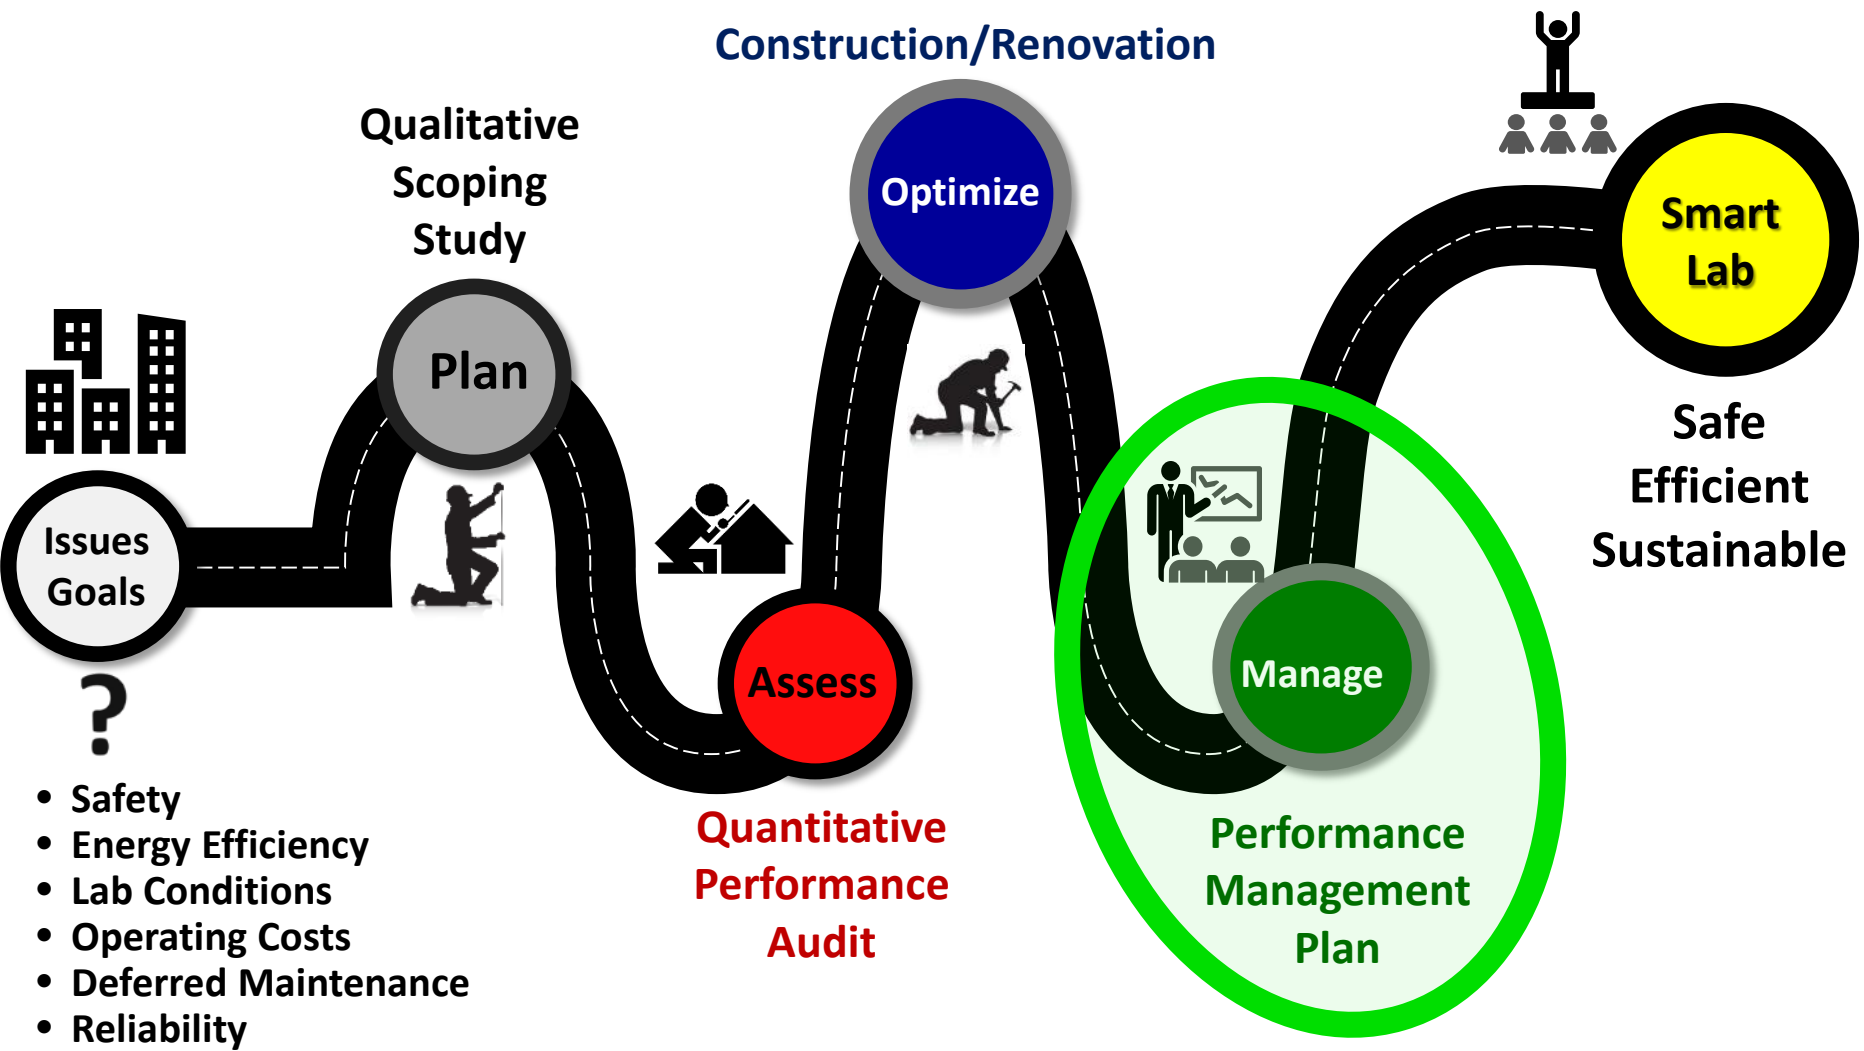 Construction/Renovation
Qualitative
Scoping
Study
Optimize
Smart
Lab
Plan
Safe
Efficient
Sustainable
Issues
Goals
?
Assess
Manage
• Safety
• Energy Efficiency
• Lab Conditions
• Operating Costs
• Deferred Maintenance
• Reliability
Quantitative
Performance
Audit
Performance
Management
Plan